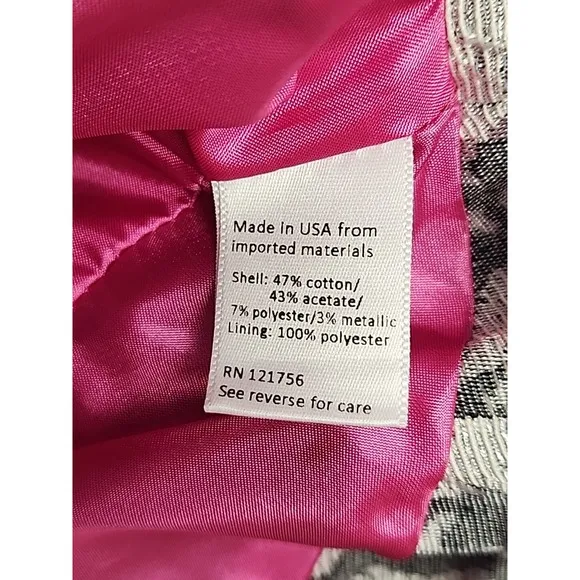 Made in USA from
imported materials
Shell: 47% cotton/
43% acetate/
7% polyester/3% metallic
Lining: 100% polyester
RN 121756
See reverse for care